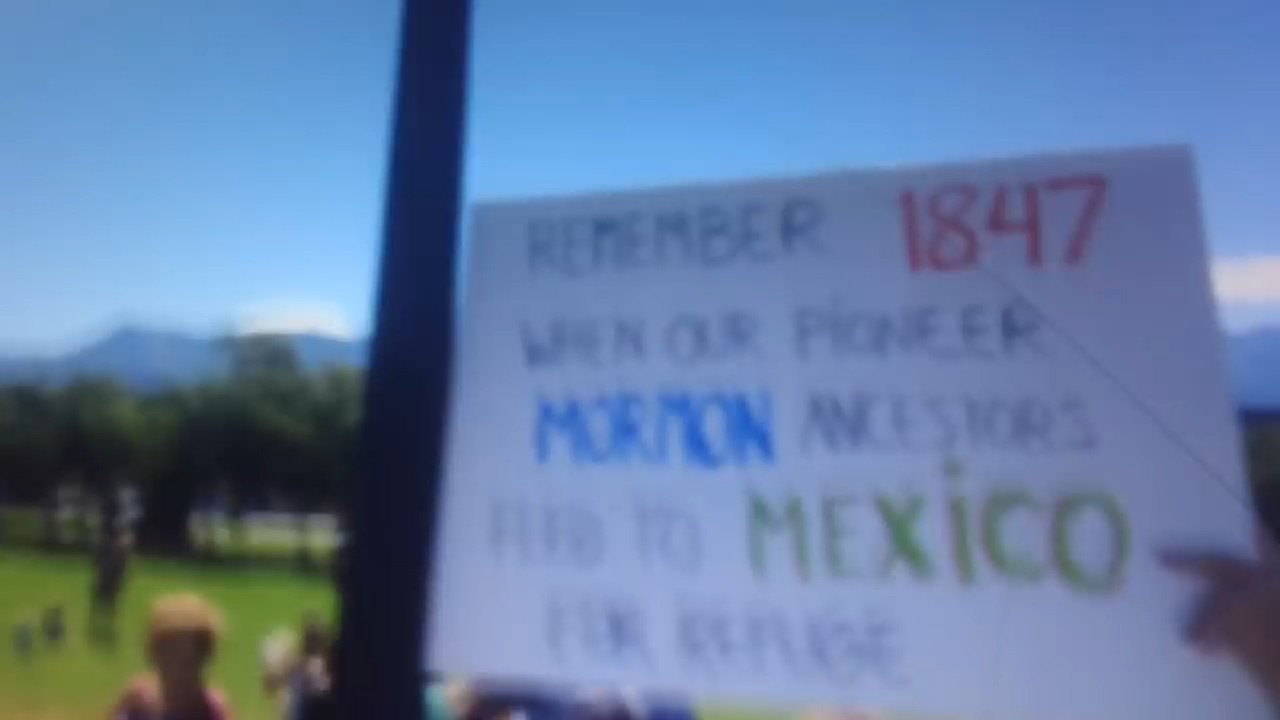 REMEMBER 1847
WHEN OUR PIONEER
MORMON ANCESTORS
FLED TO MEXICO
FOR REFUGE